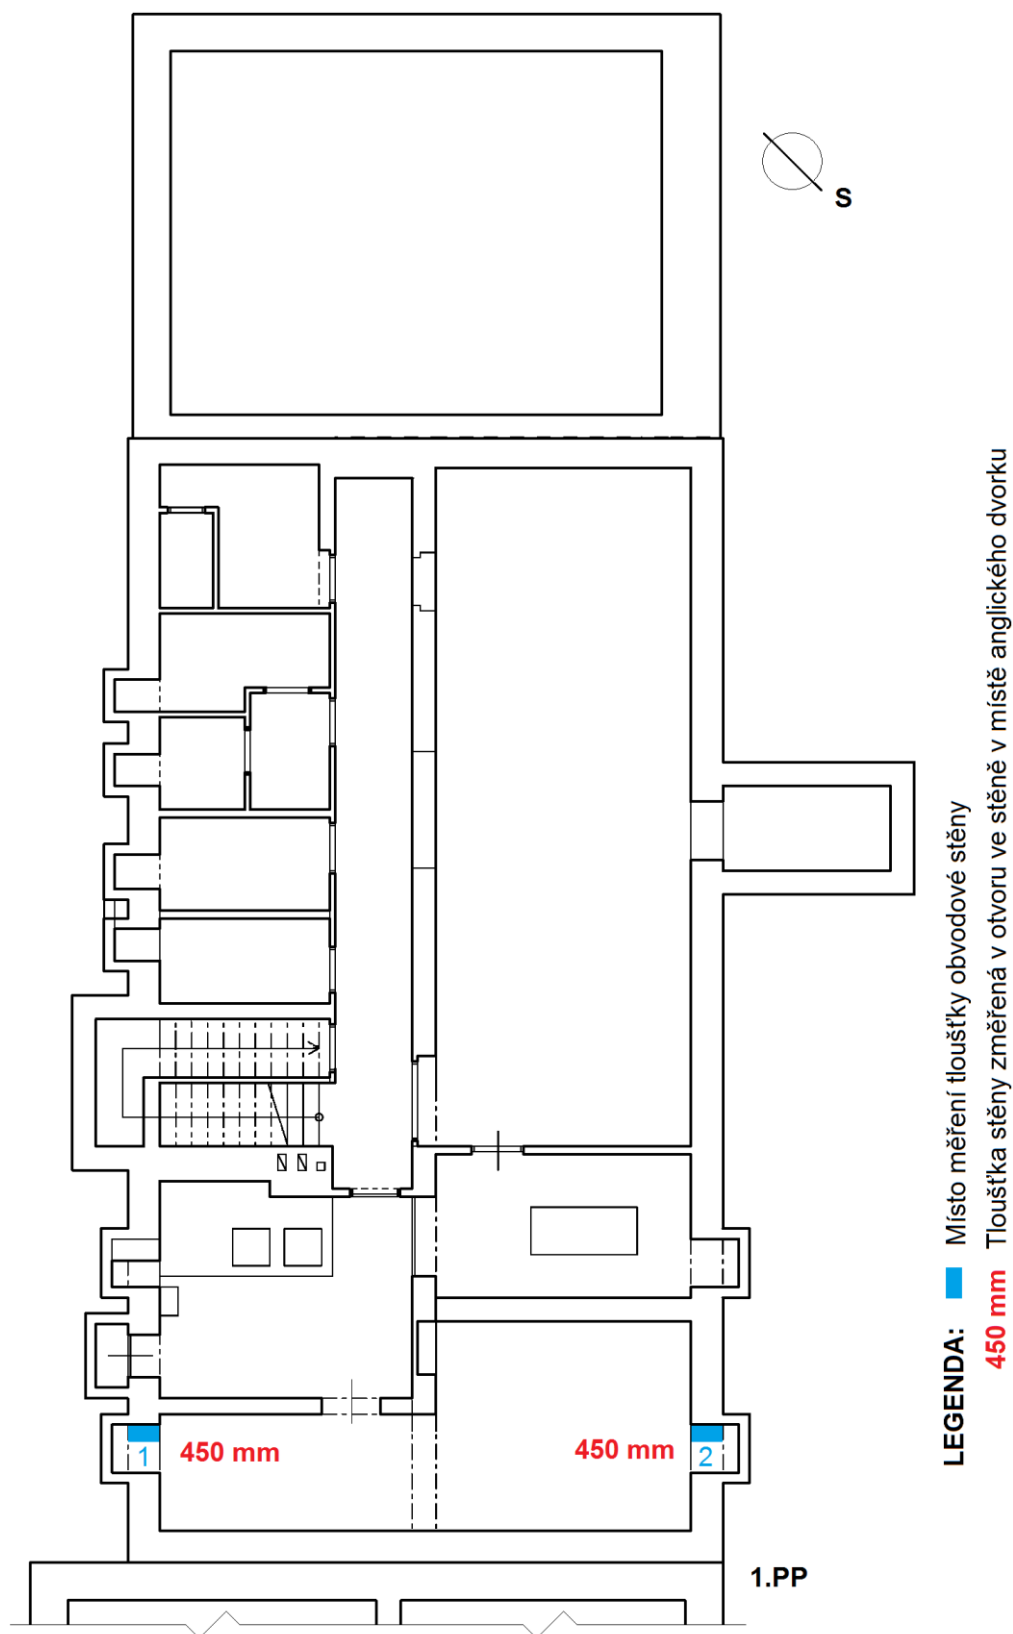 S
450 mm
450 mm
1
2
1.PP
LEGENDA:
Místo měření tloušťky obvodové stěny
450 mm Tloušťka stěny změřená v otvoru ve stěně v místě anglického dvorku